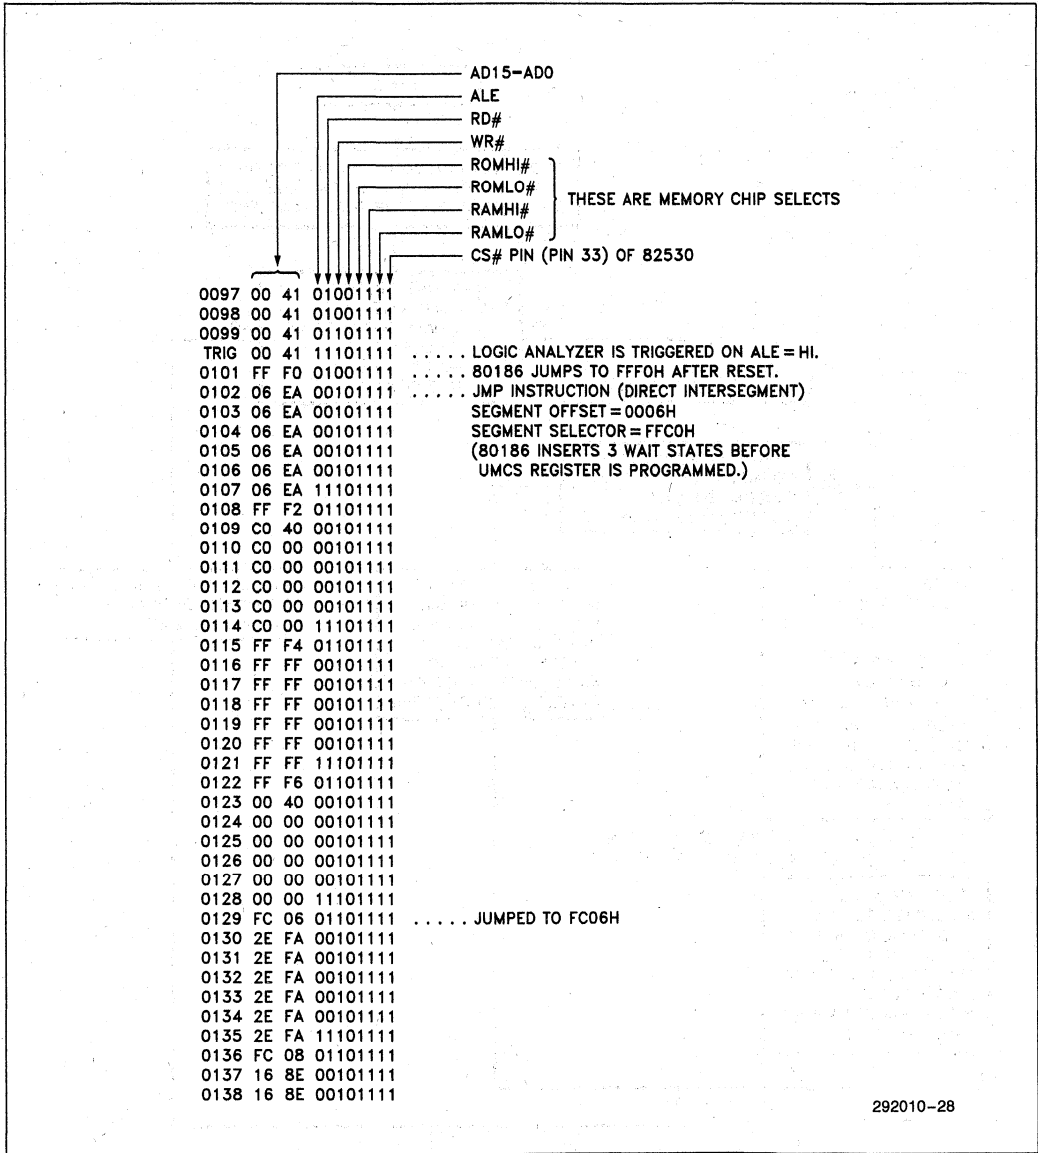 AD15-AD0
ALE
RD#
WR#
ROMHI#
ROMLO#
RAMHI#
RAMLO#
THESE ARE MEMORY CHIP SELECTS
CS# PIN (PIN 33) OF 82530
0097 00 41 01001111
0098 00 41 01001111
0099 00 41 01101111
TRIG 00 41 11101111 ..... LOGIC ANALYZER IS TRIGGERED ON ALE = HI.
0101 FF F0 01001111 ..... 80186 JUMPS TO FFF0H AFTER RESET.
0102 06 EA 00101111 ..... JMP INSTRUCTION (DIRECT INTERSEGMENT)
0103 06 EA 00101111 SEGMENT OFFSET = 0006H
0104 06 EA 00101111 SEGMENT SELECTOR = FFC0H
0105 06 EA 00101111 (80186 INSERTS 3 WAIT STATES BEFORE
0106 06 EA 00101111 UMCS REGISTER IS PROGRAMMED.)
0107 06 EA 11101111
0108 FF F2 01101111
0109 C0 40 00101111
0110 C0 00 00101111
0111 C0 00 00101111
0112 C0 00 00101111
0113 C0 00 00101111
0114 C0 00 11101111
0115 FF F4 01101111
0116 FF FF 00101111
0117 FF FF 00101111
0118 FF FF 00101111
0119 FF FF 00101111
0120 FF FF 00101111
0121 FF FF 11101111
0122 FF F6 01101111
0123 00 40 00101111
0124 00 00 00101111
0125 00 00 00101111
0126 00 00 00101111
0127 00 00 00101111
0128 00 00 11101111
0129 FC 06 01101111 ..... JUMPED TO FC06H
0130 2E FA 00101111
0131 2E FA 00101111
0132 2E FA 00101111
0133 2E FA 00101111
0134 2E FA 00101111
0135 2E FA 11101111
0136 FC 08 01101111
0137 16 8E 00101111
0138 16 8E 00101111
292010-28